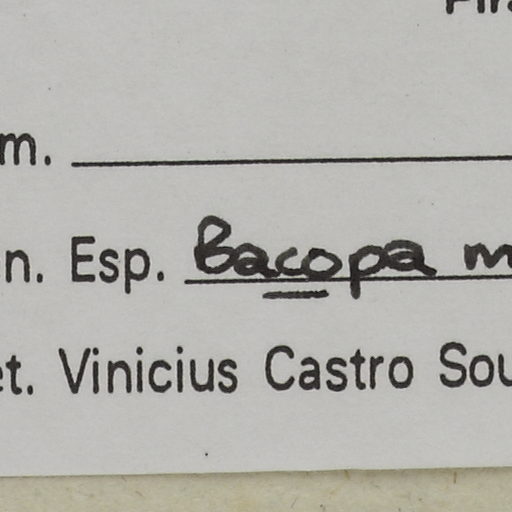 m.
n. Esp. Bacopa m
et. Vinicius Castro Sou